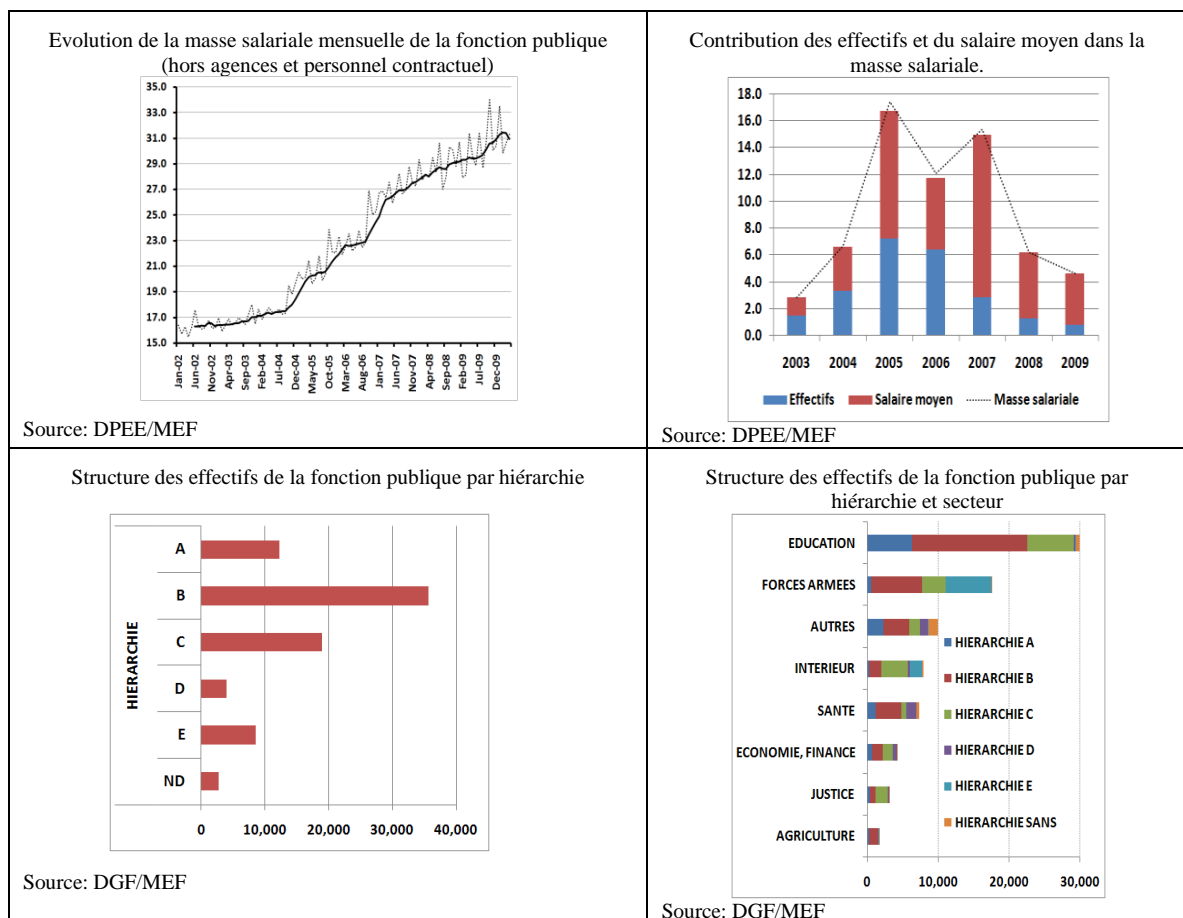 Evolution de la masse salariale mensuelle de la fonction publique
(hors agences et personnel contractuel)
35.0
33.0
31.0
29.0
27.0
25.0
23.0
21.0
19.0
17.0
15.0
Jan-02
Jun-02
Nov-02
Apr-03
Sep-03
Feb-04
Jul-04
Dec-04
May-05
Oct-05
Mar-06
Aug-06
Jan-07
Jun-07
Nov-07
Apr-08
Sep-08
Feb-09
Jul-09
Dec-09
Source: DPEE/MEF
Contribution des effectifs et du salaire moyen dans la
masse salariale.
18.0
16.0
14.0
12.0
10.0
8.0
6.0
4.0
2.0
0.0
2003 2004 2005 2006 2007 2008 2009
Effectifs Salaire moyen Masse salariale
Source: DPEE/MEF
Structure des effectifs de la fonction publique par hiérarchie
HIERARCHIE
A
B
C
D
E
ND
0 10,000 20,000 30,000 40,000
Source: DGF/MEF
Structure des effectifs de la fonction publique par
hiérarchie et secteur
EDUCATION
FORCES ARMEES
AUTRES
INTERIEUR
SANTE
ECONOMIE, FINANCE
JUSTICE
AGRICULTURE
HIERARCHIE A
HIERARCHIE B
HIERARCHIE C
HIERARCHIE D
HIERARCHIE E
HIERARCHIE SANS
0 10,000 20,000 30,000
Source: DGF/MEF